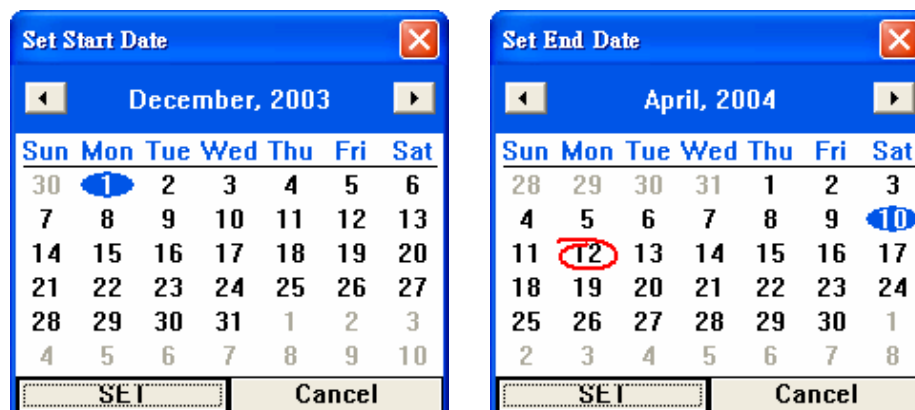 Set Start Date
December, 2003
Sun Mon Tue Wed Thu Fri Sat
30 1 2 3 4 5 6
7 8 9 10 11 12 13
14 15 16 17 18 19 20
21 22 23 24 25 26 27
28 29 30 31 1 2 3
4 5 6 7 8 9 10
SET Cancel
Set End Date
April, 2004
Sun Mon Tue Wed Thu Fri Sat
28 29 30 31 1 2 3
4 5 6 7 8 9 10
11 12 13 14 15 16 17
18 19 20 21 22 23 24
25 26 27 28 29 30 1
2 3 4 5 6 7 8
SET Cancel